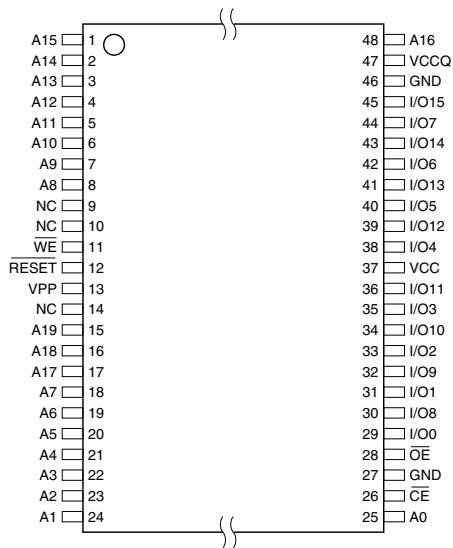 A15 1 48 A16
A14 2 47 VCCQ
A13 3 46 GND
A12 4 45 I/O15
A11 5 44 I/O7
A10 6 43 I/O14
A9 7 42 I/O6
A8 8 41 I/O13
NC 9 40 I/O5
NC 10 39 I/O12
W̅E̅ 11 38 I/O4
R̅E̅S̅E̅T̅ 12 37 VCC
VPP 13 36 I/O11
NC 14 35 I/O3
A19 15 34 I/O10
A18 16 33 I/O2
A17 17 32 I/O9
A7 18 31 I/O1
A6 19 30 I/O8
A5 20 29 I/O0
A4 21 28 O̅E̅
A3 22 27 GND
A2 23 26 C̅E̅
A1 24 25 A0